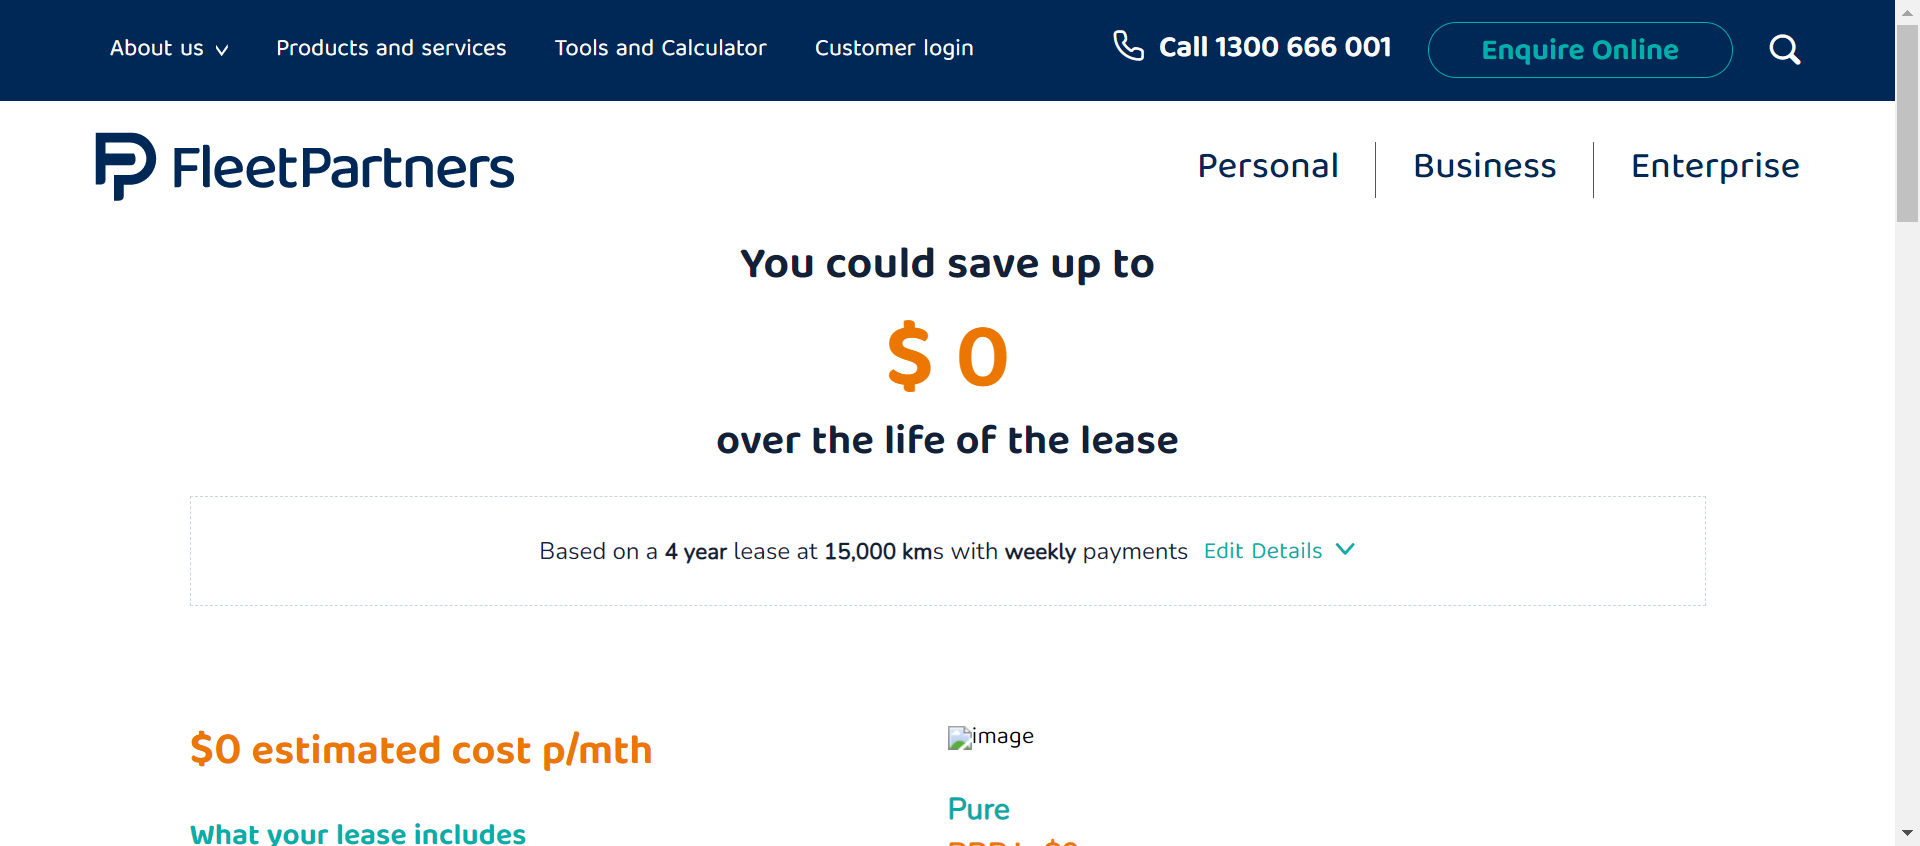 About us
Products and services
Tools and Calculator
Customer login
Call 1300 666 001
Enquire Online
FleetPartners
Personal
Business
Enterprise
You could save up to
$ 0
over the life of the lease
Based on a 4 year lease at 15,000 kms with weekly payments Edit Details
$0 estimated cost p/mth
image
Pure
What your lease includes